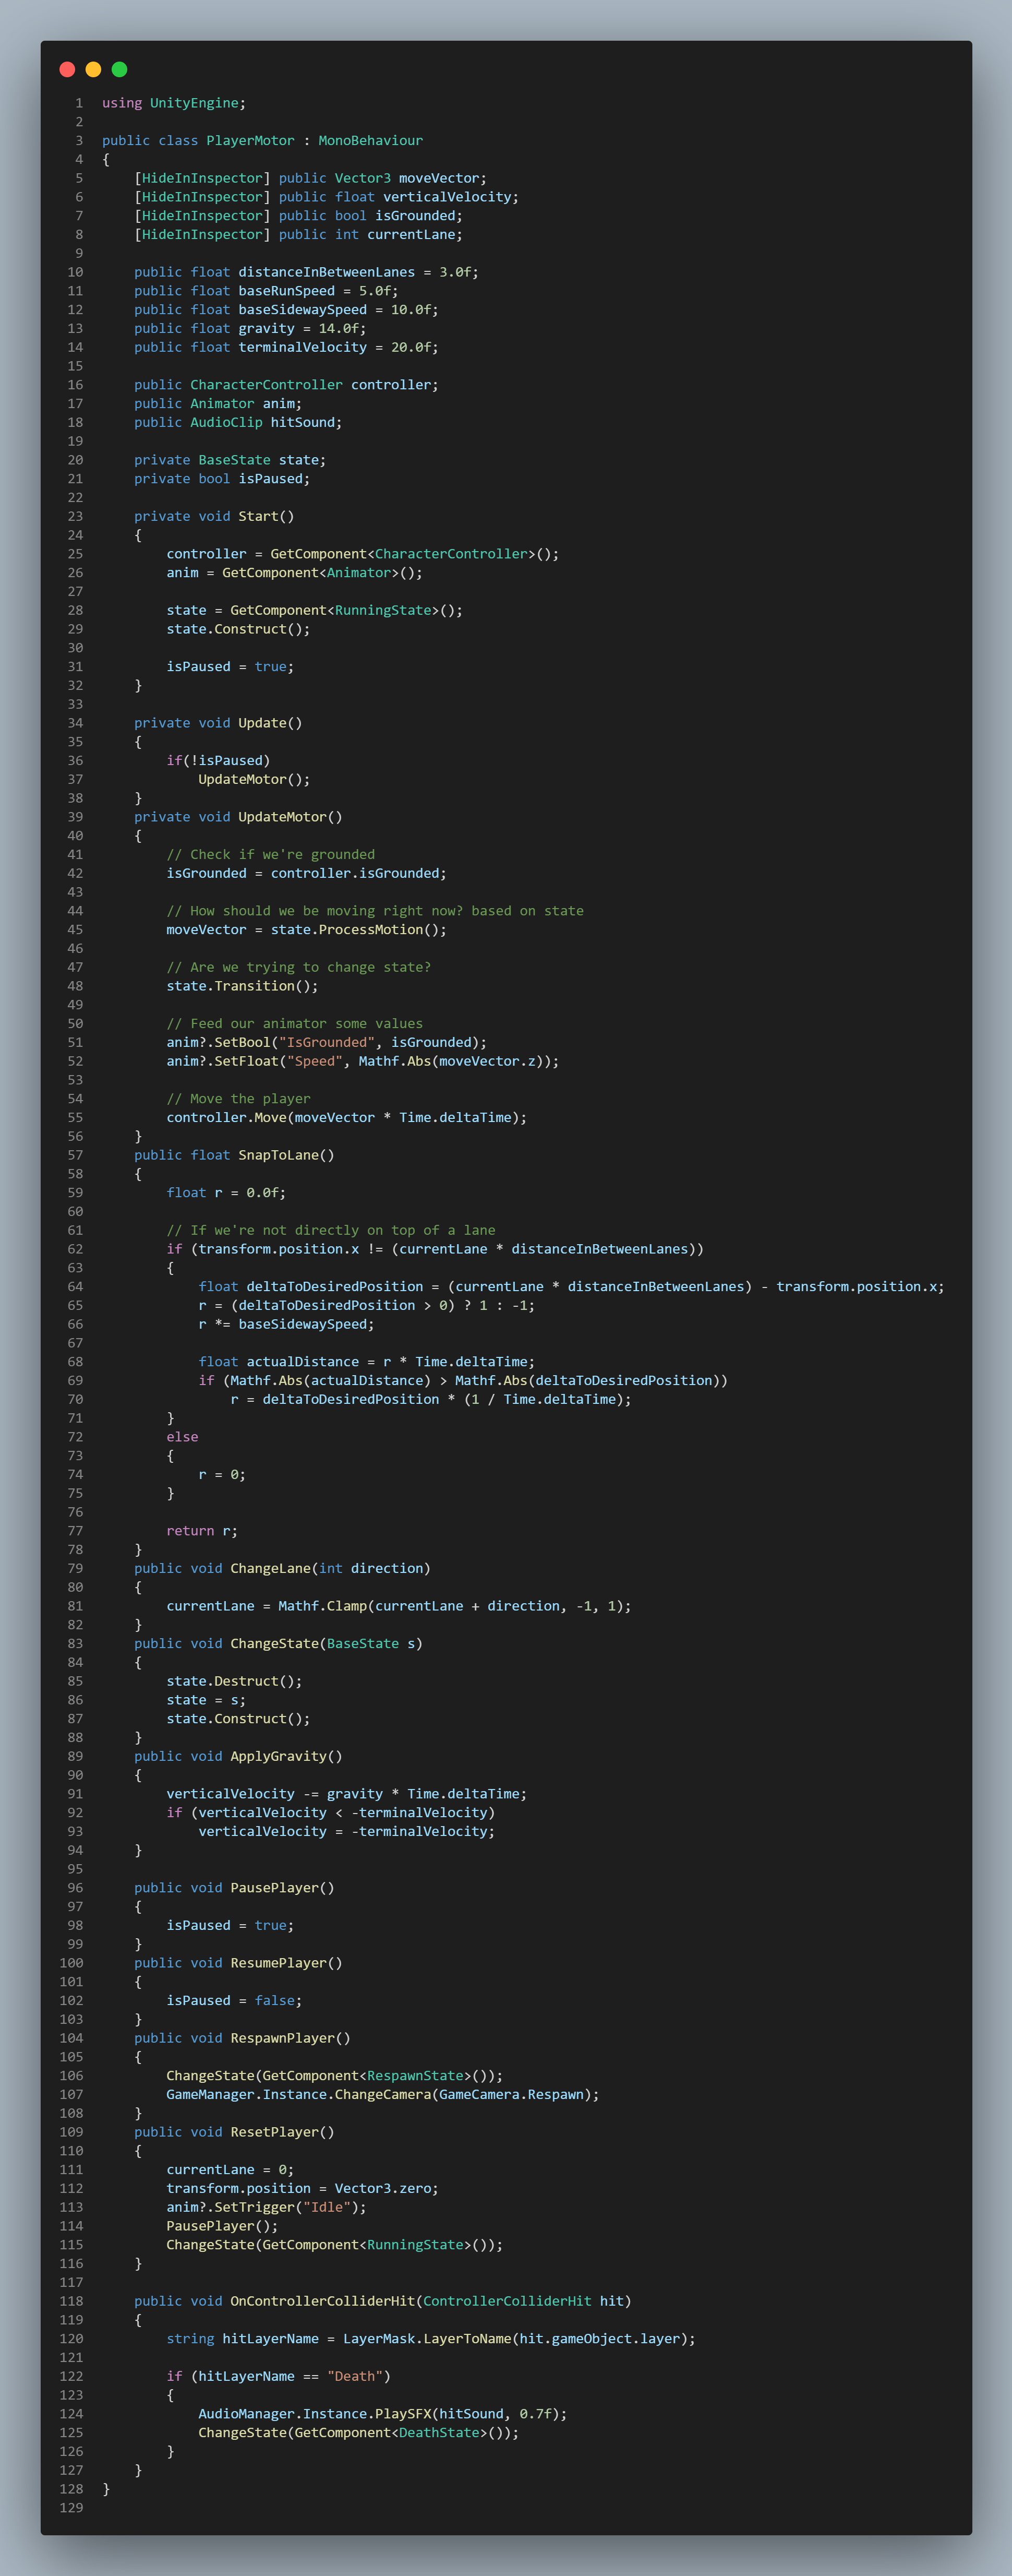 1 using UnityEngine;
2
3 public class PlayerMotor : MonoBehaviour
4 {
5     [HideInInspector] public Vector3 moveVector;
6     [HideInInspector] public float verticalVelocity;
7     [HideInInspector] public bool isGrounded;
8     [HideInInspector] public int currentLane;
9
10     public float distanceInBetweenLanes = 3.0f;
11     public float baseRunSpeed = 5.0f;
12     public float baseSidewaySpeed = 10.0f;
13     public float gravity = 14.0f;
14     public float terminalVelocity = 20.0f;
15
16     public CharacterController controller;
17     public Animator anim;
18     public AudioClip hitSound;
19
20     private BaseState state;
21     private bool isPaused;
22
23     private void Start()
24     {
25         controller = GetComponent<CharacterController>();
26         anim = GetComponent<Animator>();
27
28         state = GetComponent<RunningState>();
29         state.Construct();
30
31         isPaused = true;
32     }
33
34     private void Update()
35     {
36         if(!isPaused)
37             UpdateMotor();
38     }
39     private void UpdateMotor()
40     {
41         // Check if we're grounded
42         isGrounded = controller.isGrounded;
43
44         // How should we be moving right now? based on state
45         moveVector = state.ProcessMotion();
46
47         // Are we trying to change state?
48         state.Transition();
49
50         // Feed our animator some values
51         anim?.SetBool("IsGrounded", isGrounded);
52         anim?.SetFloat("Speed", Mathf.Abs(moveVector.z));
53
54         // Move the player
55         controller.Move(moveVector * Time.deltaTime);
56     }
57     public float SnapToLane()
58     {
59         float r = 0.0f;
60
61         // If we're not directly on top of a lane
62         if (transform.position.x != (currentLane * distanceInBetweenLanes))
63         {
64             float deltaToDesiredPosition = (currentLane * distanceInBetweenLanes) - transform.position.x;
65             r = (deltaToDesiredPosition > 0) ? 1 : -1;
66             r *= baseSidewaySpeed;
67
68             float actualDistance = r * Time.deltaTime;
69             if (Mathf.Abs(actualDistance) > Mathf.Abs(deltaToDesiredPosition))
70                 r = deltaToDesiredPosition * (1 / Time.deltaTime);
71         }
72         else
73         {
74             r = 0;
75         }
76
77         return r;
78     }
79     public void ChangeLane(int direction)
80     {
81         currentLane = Mathf.Clamp(currentLane + direction, -1, 1);
82     }
83     public void ChangeState(BaseState s)
84     {
85         state.Destruct();
86         state = s;
87         state.Construct();
88     }
89     public void ApplyGravity()
90     {
91         verticalVelocity -= gravity * Time.deltaTime;
92         if (verticalVelocity < -terminalVelocity)
93             verticalVelocity = -terminalVelocity;
94     }
95
96     public void PausePlayer()
97     {
98         isPaused = true;
99     }
100     public void ResumePlayer()
101     {
102         isPaused = false;
103     }
104     public void RespawnPlayer()
105     {
106         ChangeState(GetComponent<RespawnState>());
107         GameManager.Instance.ChangeCamera(GameCamera.Respawn);
108     }
109     public void ResetPlayer()
110     {
111         currentLane = 0;
112         transform.position = Vector3.zero;
113         anim?.SetTrigger("Idle");
114         PausePlayer();
115         ChangeState(GetComponent<RunningState>());
116     }
117
118     public void OnControllerColliderHit(ControllerColliderHit hit)
119     {
120         string hitLayerName = LayerMask.LayerToName(hit.gameObject.layer);
121
122         if (hitLayerName == "Death")
123         {
124             AudioManager.Instance.PlaySFX(hitSound, 0.7f);
125             ChangeState(GetComponent<DeathState>());
126         }
127     }
128 }
129